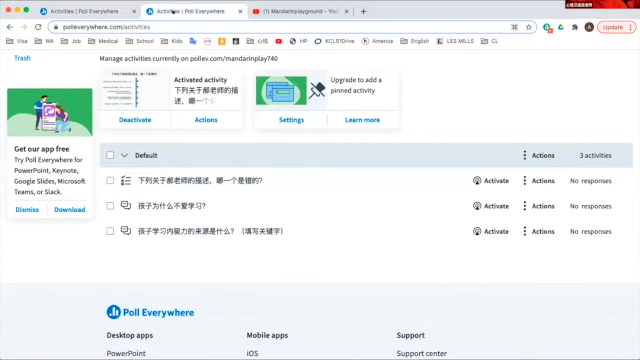 Activities | Poll Everywhere
Activities | Poll Everywhere
(1) Mandarinplayground - YouT
polleverywhere.com/activities
Update
Visa
Job
Medical
School
Kids
心悦
HYP
KCL51Drive
America
English
LES MILLS
CL
Trash
Manage activities currently on pollev.com/mandarinplay740
Activated activity
下列关于郝老师的描
述，哪一个是
Deactivate
Actions
Upgrade to add a
pinned activity
Settings
Learn more
Get our app free
Try Poll Everywhere for
PowerPoint, Keynote,
Google Slides, Microsoft
Teams, or Slack.
Dismiss
Download
Default
Actions
3 activities
下列关于郝老师的描述，哪一个是错的?
Activate
Actions
No responses
孩子为什么不爱学习?
Activate
Actions
No responses
孩子学习内驱力的来源是什么? （填写关键字）
Activate
Actions
No responses
Poll Everywhere
Desktop apps
Mobile apps
Support
PowerPoint
iOS
Support center